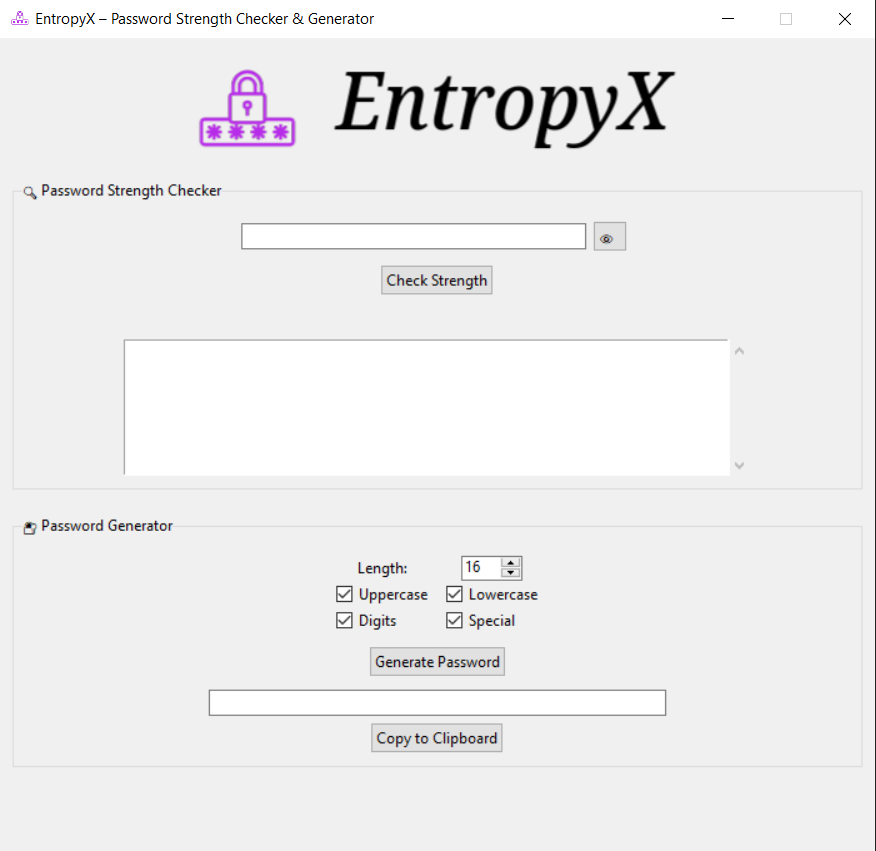 EntropyX – Password Strength Checker & Generator
EntropyX
Password Strength Checker
Check Strength
Password Generator
Length: 16
Uppercase Lowercase
Digits Special
Generate Password
Copy to Clipboard